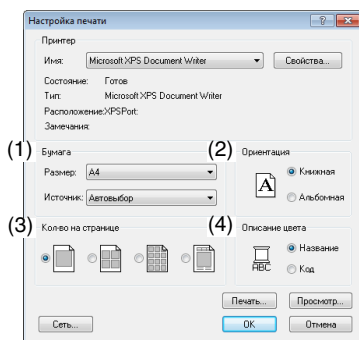 Настройка печати
Принтер
Имя: Microsoft XPS Document Writer Свойства...
Состояние: Готов
Тип: Microsoft XPS Document Writer
Расположение:XPSPort:
Замечания:
(1) Бумага
Размер: A4
Источник: Автовыбор
(2) Ориентация
A
Книжная
Альбомная
(3) Кол-во на странице
(4) Описание цвета
ABC
Название
Код
Печать... Просмотр...
Сеть... OK Отмена